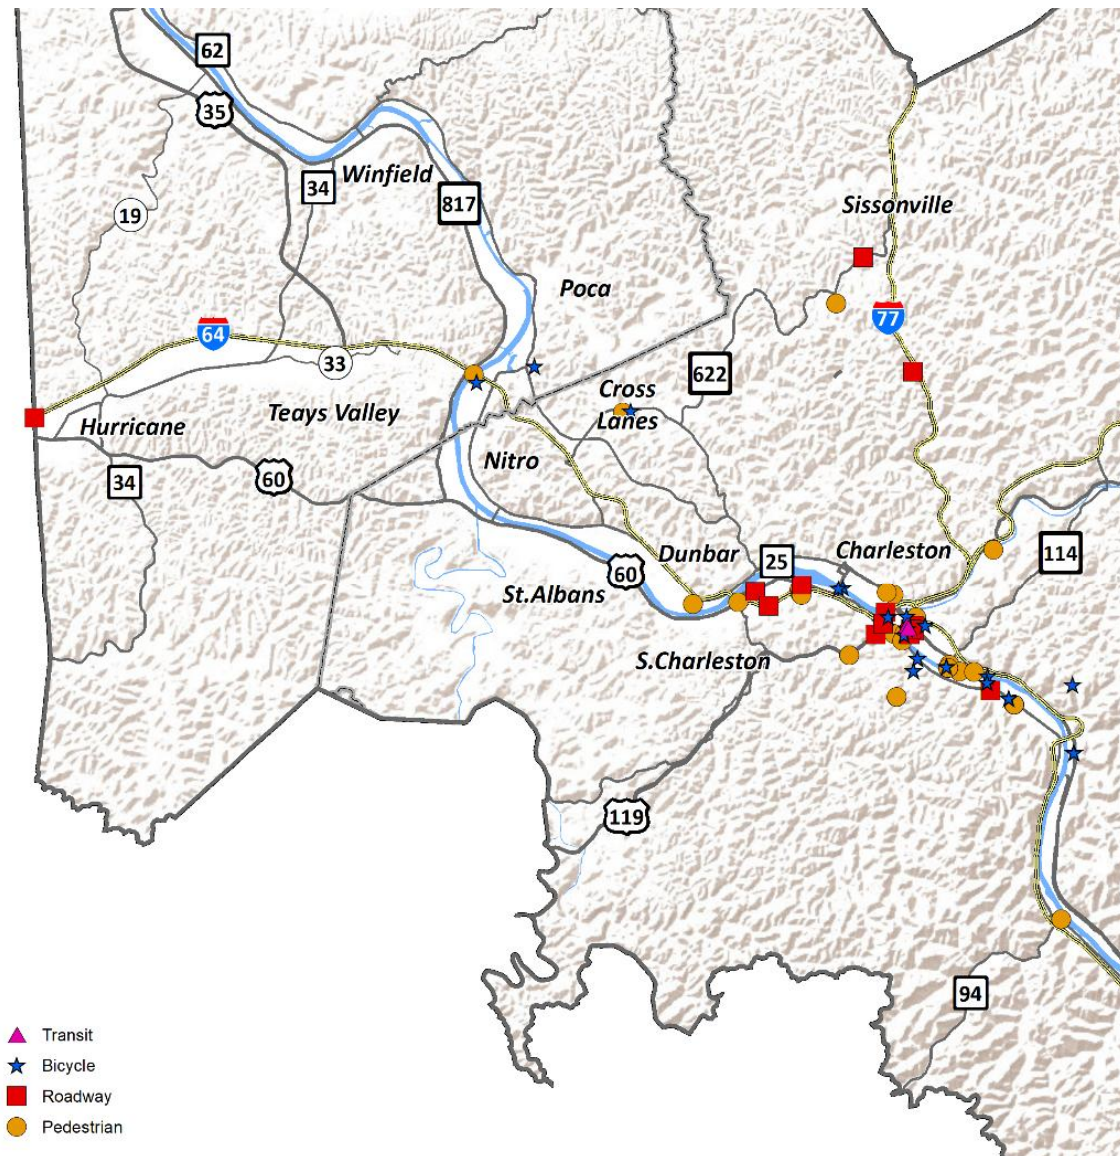 62
35
Winfield
34
817
19
Sissonville
Poca
77
64
33
622
Cross
Lanes
Teays Valley
Hurricane
Nitro
60
34
Dunbar
25
Charleston
114
60
St.Albans
S.Charleston
119
94
Transit
Bicycle
Roadway
Pedestrian